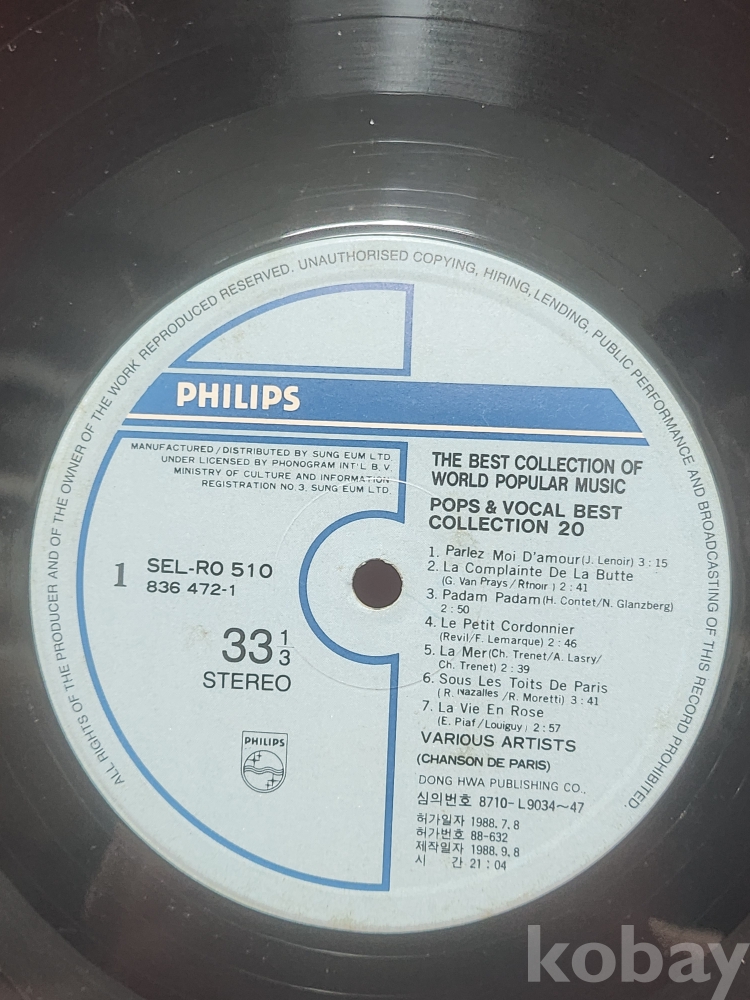 ALL RIGHTS OF THE PRODUCER AND OF THE OWNER OF THE WORK REPRODUCED RESERVED. UNAUTHORISED COPYING, HIRING, LENDING, PUBLIC PERFORMANCE AND BROADCASTING OF THIS RECORD PROHIBITED.
PHILIPS
MANUFACTURED/DISTRIBUTED BY SUNG EUM LTD.
UNDER LICENSED BY PHONOGRAM INT'L B.V.
MINISTRY OF CULTURE AND INFORMATION
REGISTRATION NO.3, SUNG EUM LTD.
1
SEL-RO 510
836 472-1
33 1/3
STEREO
PHILIPS
THE BEST COLLECTION OF
WORLD POPULAR MUSIC
POPS & VOCAL BEST
COLLECTION 20
1. Parlez Moi D'amour(J. Lenoir) 3 : 15
2. La Complainte De La Butte
(G. Van Prays/Rtnoir) 2 : 41
3. Padam Padam(H. Contet/N. Glanzberg)
2 : 50
4. Le Petit Cordonnier
(Revil/F. Lemarque) 2 : 46
5. La Mer(Ch. Trenet/A. Lasry/
Ch. Trenet) 2 : 39
6. Sous Les Toits De Paris
(R. Nazalles/R. Moretti) 3 : 41
7. La Vie En Rose
(E. Piaf/Louiguy) 2 : 57
VARIOUS ARTISTS
(CHANSON DE PARIS)
DONG HWA PUBLISHING CO.,
심의번호 8710-L9034~47
허가일자 1988.7.8
허가번호 88-632
제작일자 1988.9.8
시 간 21 : 04
kobay